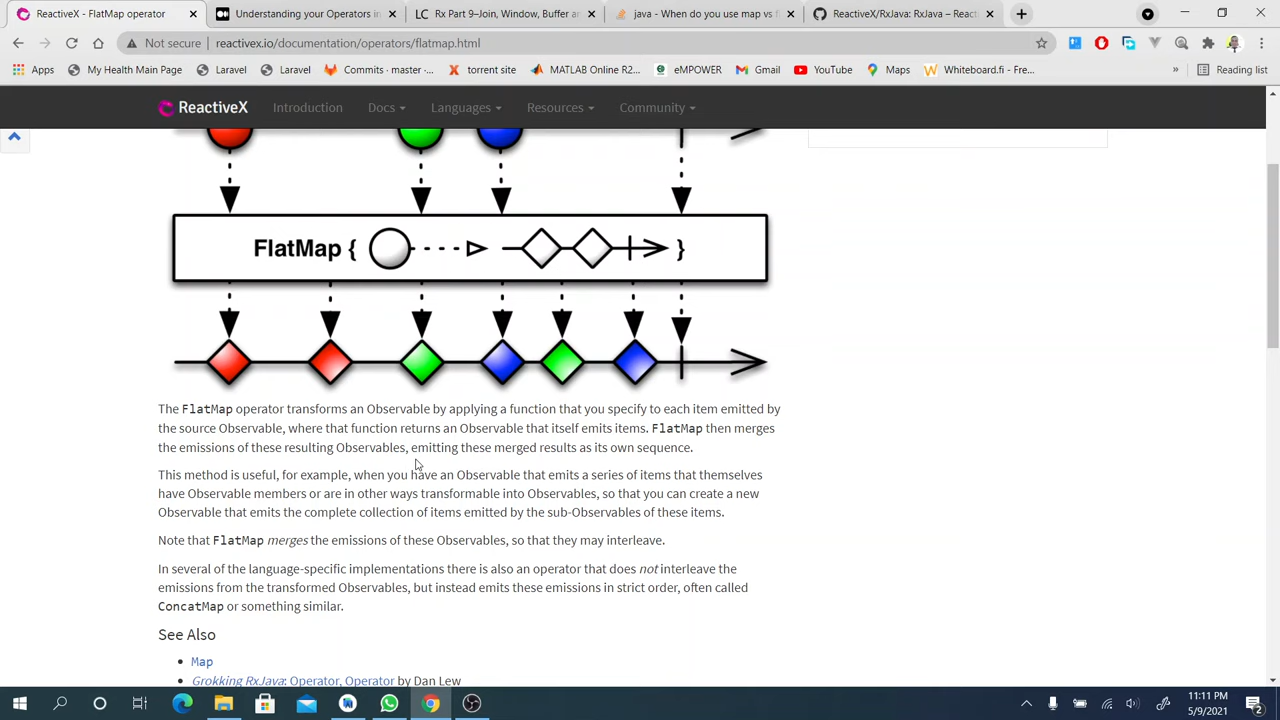 ReactiveX - FlatMap operator
Understanding your Operators in
LC
Rx Part 9–Join, Window, Buffer an
java - When do you use map vs f
ReactiveX/RxJava: RxJava – React
Not secure
reactivex.io/documentation/operators/flatmap.html
Apps
My Health Main Page
Laravel
Laravel
Commits · master ·...
torrent site
MATLAB Online R2...
eMPOWER
Gmail
YouTube
Maps
Whiteboard.fi - Fre...
»
Reading list
ReactiveX
Introduction
Docs
Languages
Resources
Community
FlatMap { }
The FlatMap operator transforms an Observable by applying a function that you specify to each item emitted by
the source Observable, where that function returns an Observable that itself emits items. FlatMap then merges
the emissions of these resulting Observables, emitting these merged results as its own sequence.
This method is useful, for example, when you have an Observable that emits a series of items that themselves
have Observable members or are in other ways transformable into Observables, so that you can create a new
Observable that emits the complete collection of items emitted by the sub-Observables of these items.
Note that FlatMap merges the emissions of these Observables, so that they may interleave.
In several of the language-specific implementations there is also an operator that does not interleave the
emissions from the transformed Observables, but instead emits these emissions in strict order, often called
ConcatMap or something similar.
See Also
• Map
• Grokking RxJava: Operator, Operator by Dan Lew
11:11 PM
5/9/2021
2